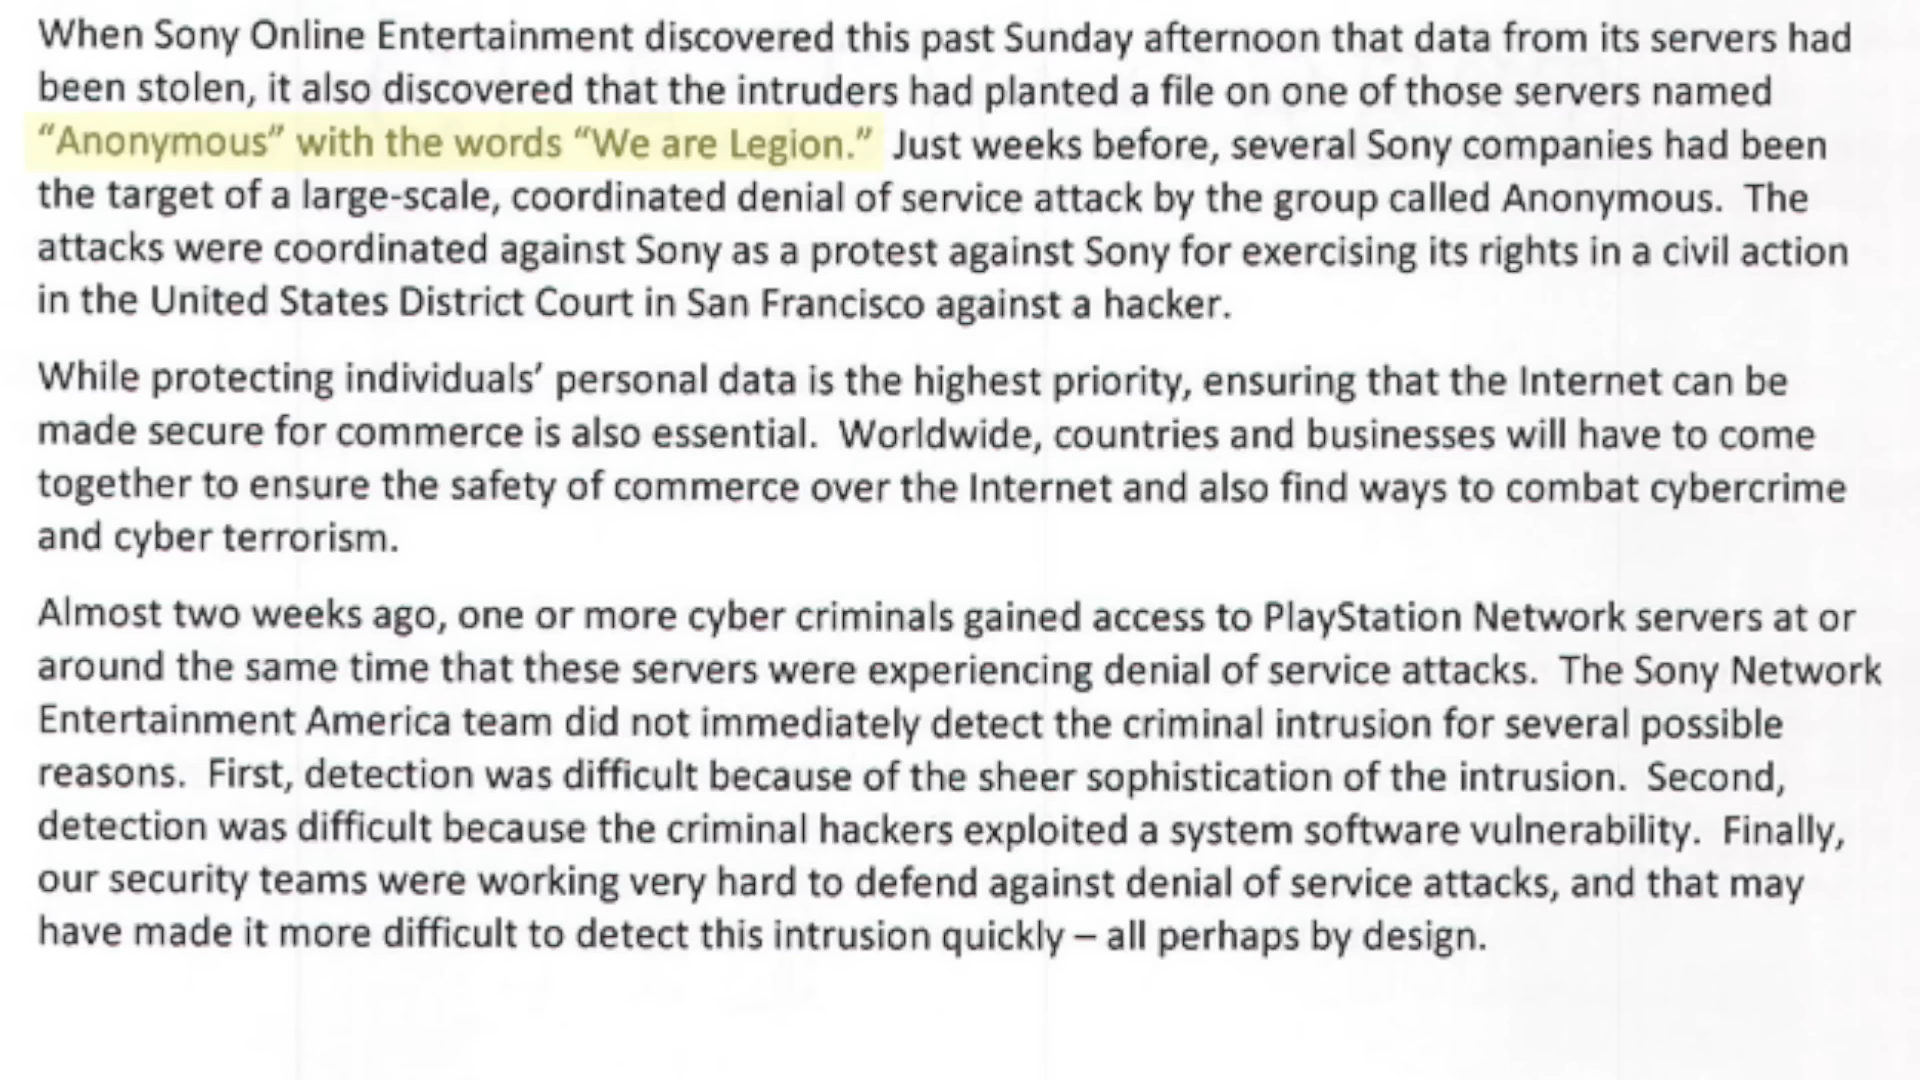 When Sony Online Entertainment discovered this past Sunday afternoon that data from its servers had
been stolen, it also discovered that the intruders had planted a file on one of those servers named
“Anonymous” with the words “We are Legion.” Just weeks before, several Sony companies had been
the target of a large-scale, coordinated denial of service attack by the group called Anonymous. The
attacks were coordinated against Sony as a protest against Sony for exercising its rights in a civil action
in the United States District Court in San Francisco against a hacker.
While protecting individuals’ personal data is the highest priority, ensuring that the Internet can be
made secure for commerce is also essential. Worldwide, countries and businesses will have to come
together to ensure the safety of commerce over the Internet and also find ways to combat cybercrime
and cyber terrorism.
Almost two weeks ago, one or more cyber criminals gained access to PlayStation Network servers at or
around the same time that these servers were experiencing denial of service attacks. The Sony Network
Entertainment America team did not immediately detect the criminal intrusion for several possible
reasons. First, detection was difficult because of the sheer sophistication of the intrusion. Second,
detection was difficult because the criminal hackers exploited a system software vulnerability. Finally,
our security teams were working very hard to defend against denial of service attacks, and that may
have made it more difficult to detect this intrusion quickly – all perhaps by design.